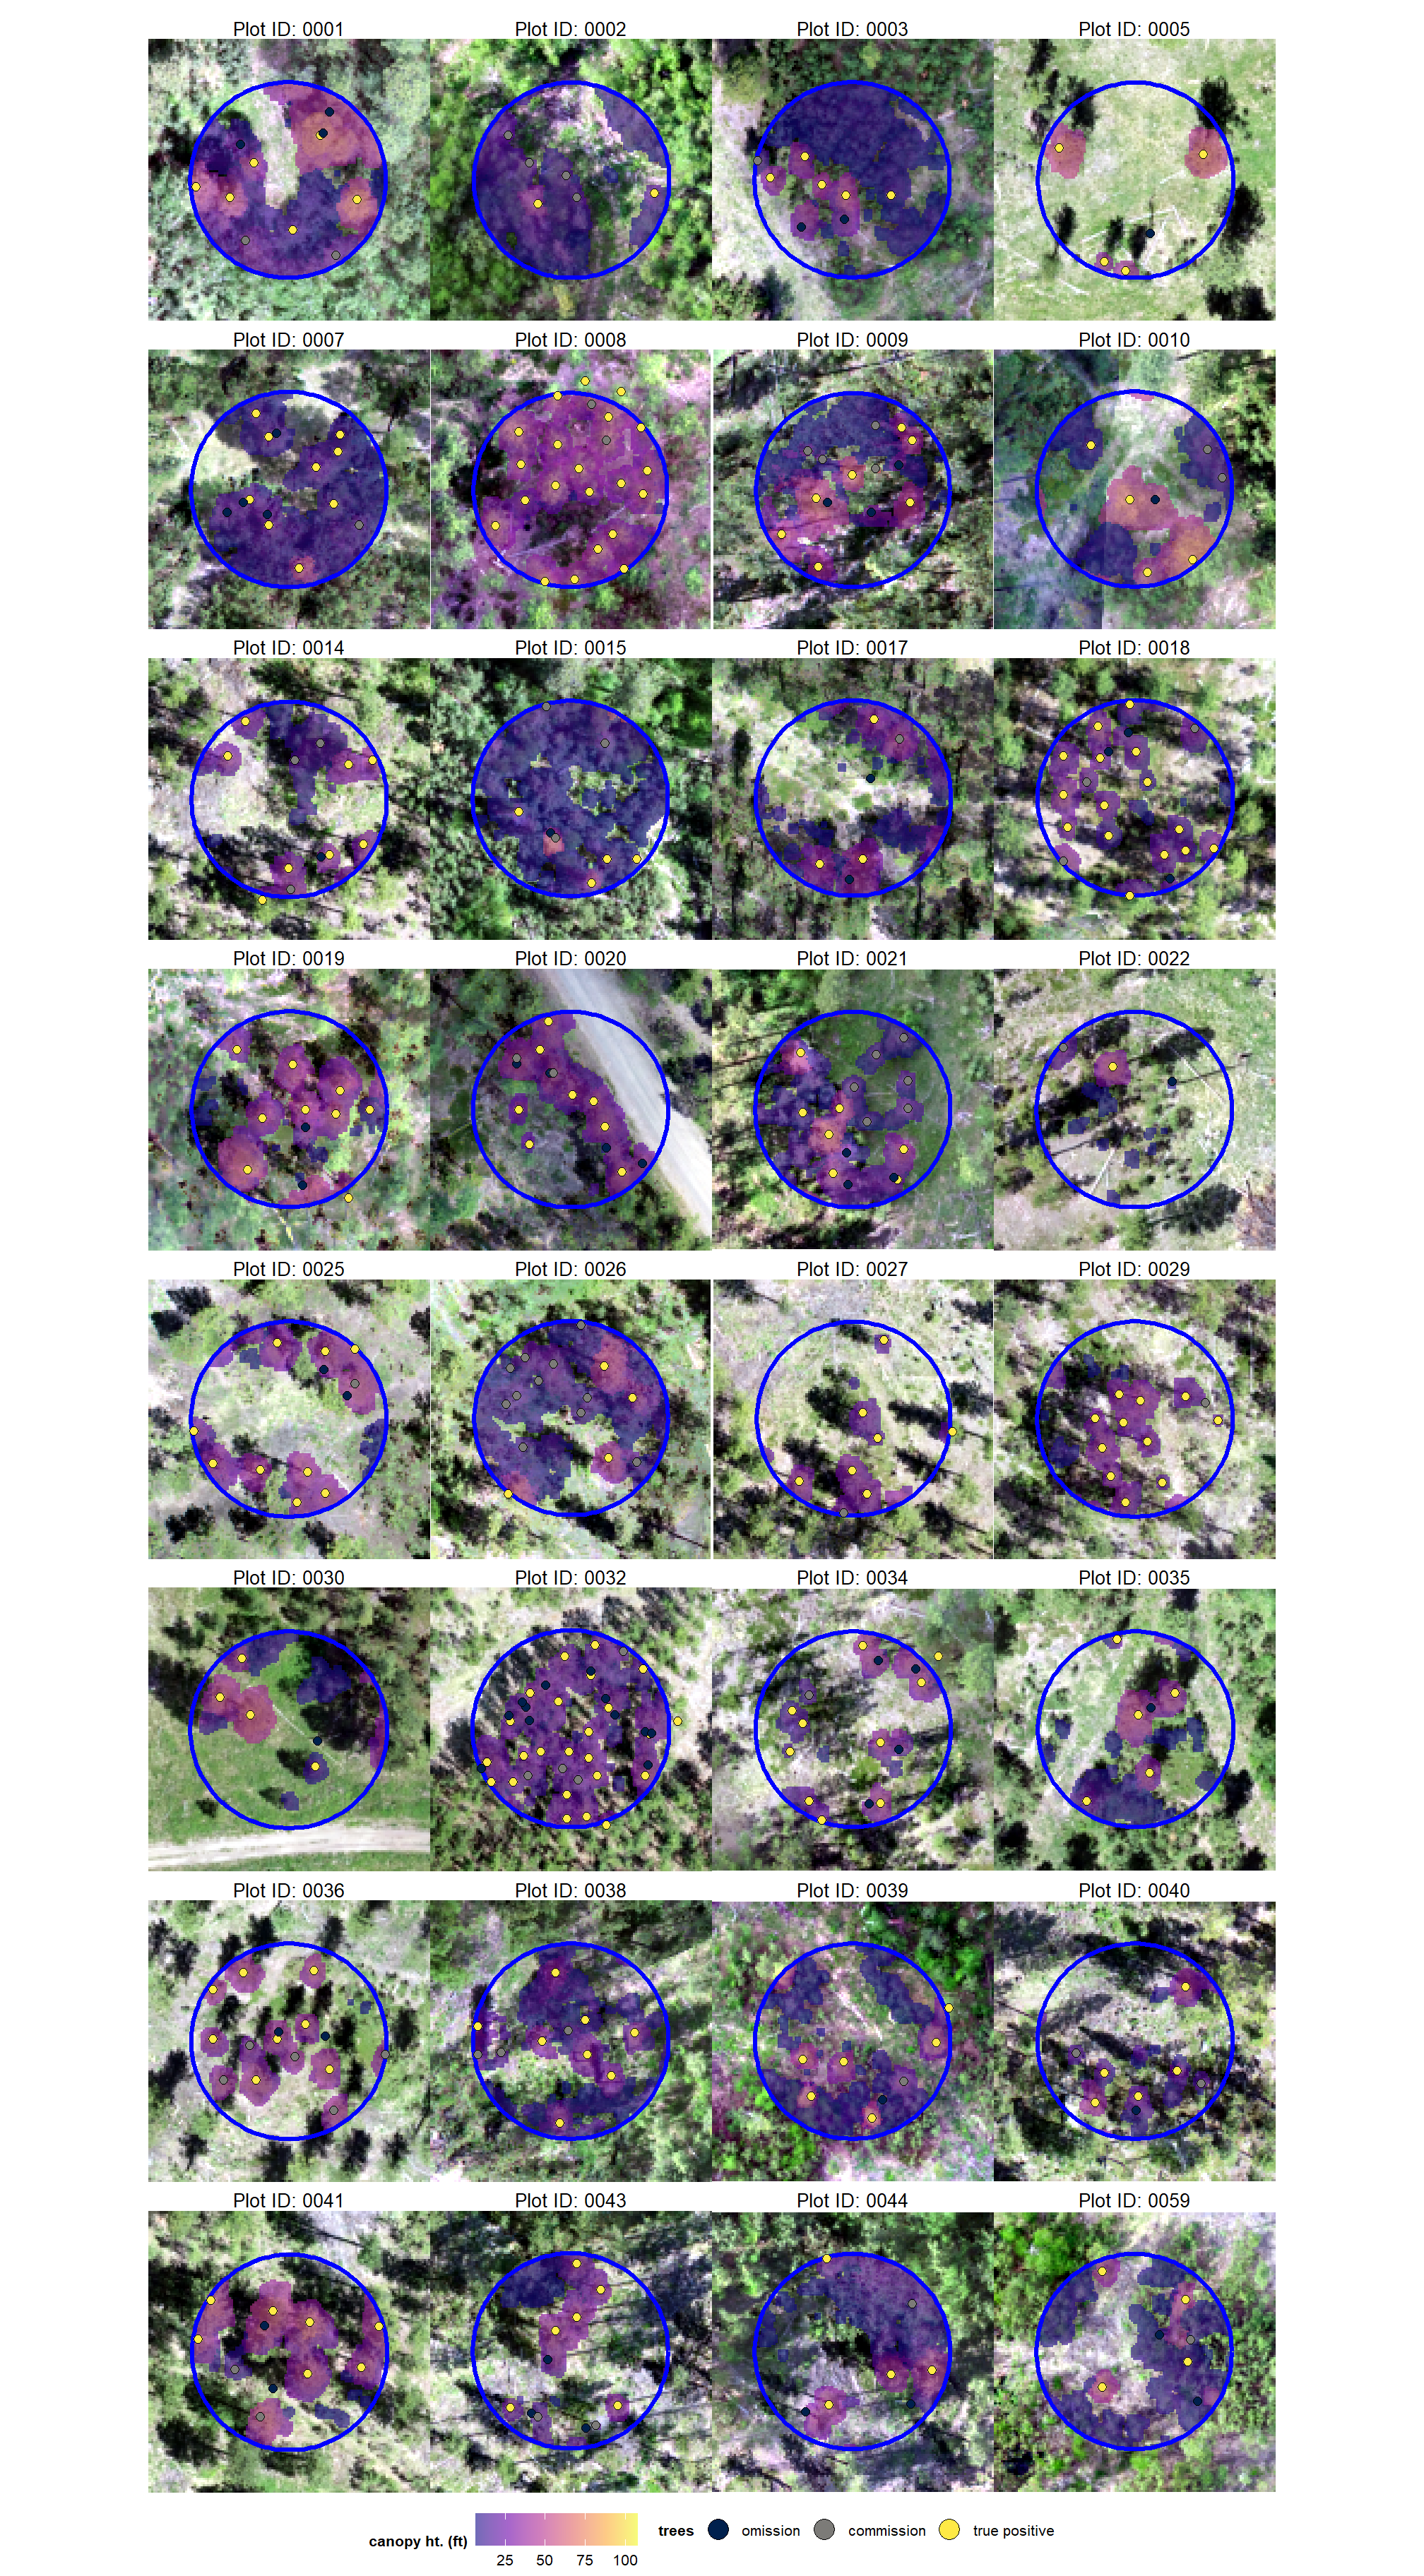 Plot ID: 0001 Plot ID: 0002 Plot ID: 0003 Plot ID: 0005
Plot ID: 0007 Plot ID: 0008 Plot ID: 0009 Plot ID: 0010
Plot ID: 0014 Plot ID: 0015 Plot ID: 0017 Plot ID: 0018
Plot ID: 0019 Plot ID: 0020 Plot ID: 0021 Plot ID: 0022
Plot ID: 0025 Plot ID: 0026 Plot ID: 0027 Plot ID: 0029
Plot ID: 0030 Plot ID: 0032 Plot ID: 0034 Plot ID: 0035
Plot ID: 0036 Plot ID: 0038 Plot ID: 0039 Plot ID: 0040
Plot ID: 0041 Plot ID: 0043 Plot ID: 0044 Plot ID: 0059
canopy ht. (ft) trees omission commission true positive
25 50 75 100